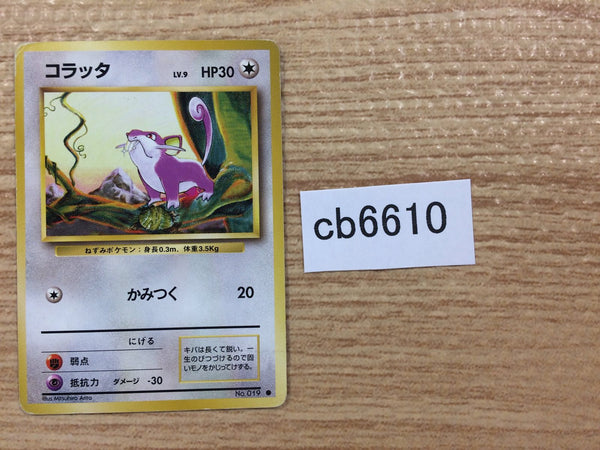 コラッタ LV.9 HP30
ねずみポケモン：身長0.3m、体重3.5Kg
かみつく 20
にげる
弱点
抵抗力 ダメージ -30
キバは長くて鋭い。一
生のびつづけるので固
いモノをかじってけずる。
Illus. Mitsuhiro Arita
No. 019
cb6610